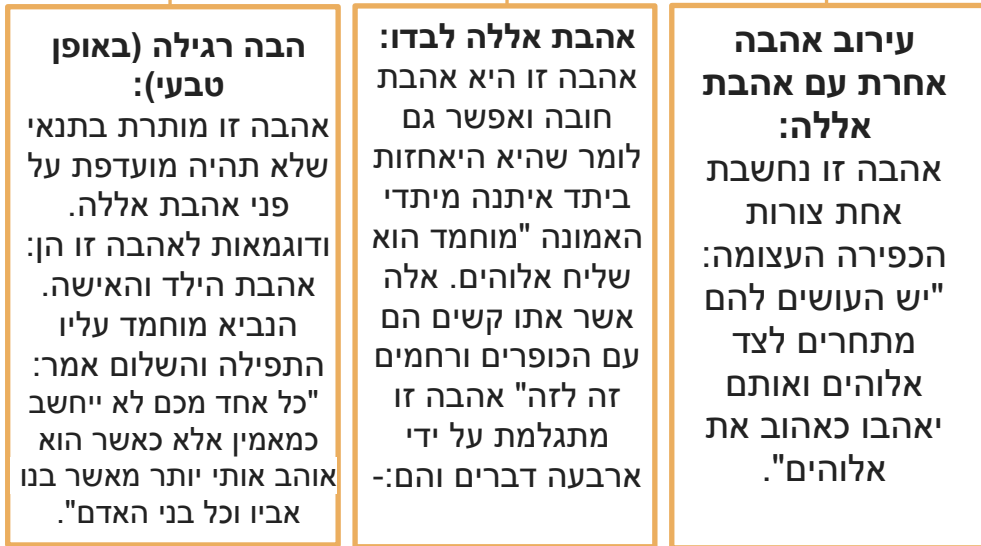 עירוב אהבה
אחרת עם אהבת
אללה:
אהבה זו נחשבת
אחת צורות
הכפירה העצומה:
"יש העושים להם
מתחרים לצד
אלוהים ואותם
יאהבו כאהוב את
אלוהים".
אהבת אללה לבדו:
אהבה זו היא אהבת
חובה ואפשר גם
לומר שהיא היאחזות
ביתד איתנה מיתדי
האמונה "מוחמד הוא
שליח אלוהים. אלה
אשר אתו קשים הם
עם הכופרים ורחמים
זה לזה" אהבה זו
מתגלמת על ידי
ארבעה דברים והם:-
הבה רגילה (באופן
טבעי):
אהבה זו מותרת בתנאי
שלא תהיה מועדפת על
פני אהבת אללה.
ודוגמאות לאהבה זו הן:
אהבת הילד והאישה.
הנביא מוחמד עליו
התפילה והשלום אמר:
"כל אחד מכם לא ייחשב
כמאמין אלא כאשר הוא
אוהב אותי יותר מאשר בנו
אביו וכל בני האדם".